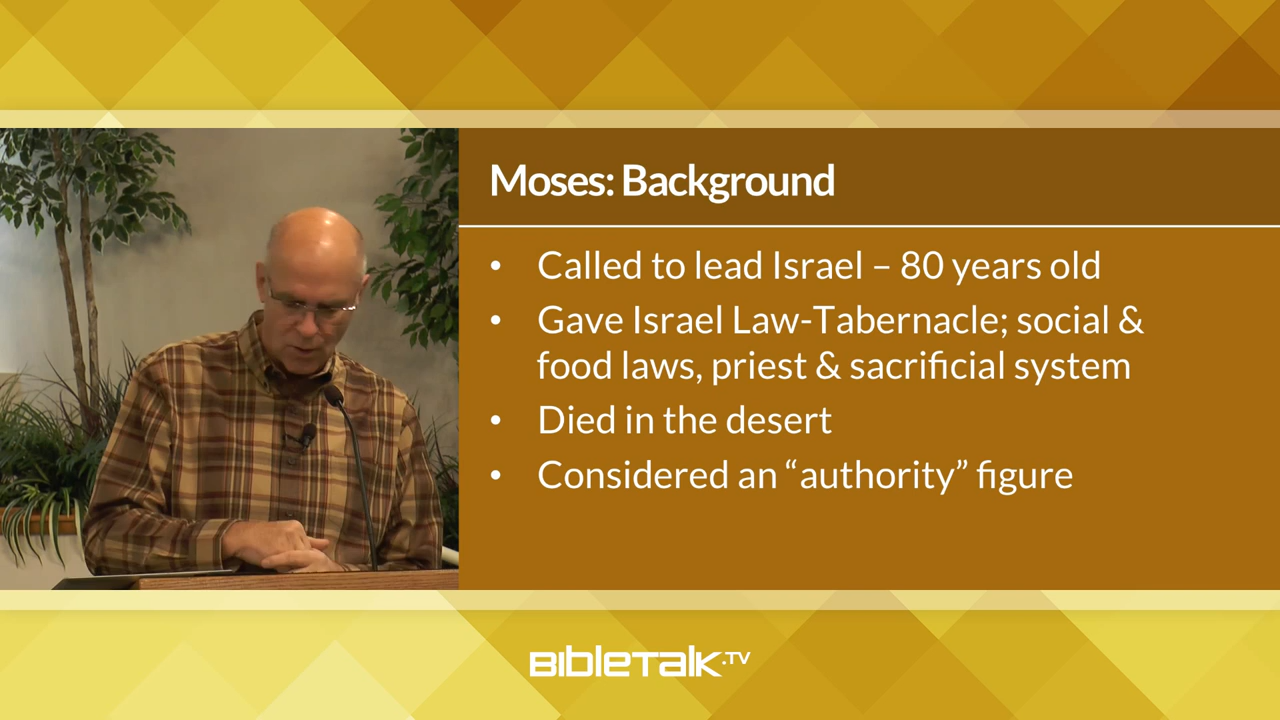 Moses: Background
• Called to lead Israel – 80 years old
• Gave Israel Law-Tabernacle; social &
food laws, priest & sacrificial system
• Died in the desert
• Considered an “authority” figure
BIBLETALK.TV